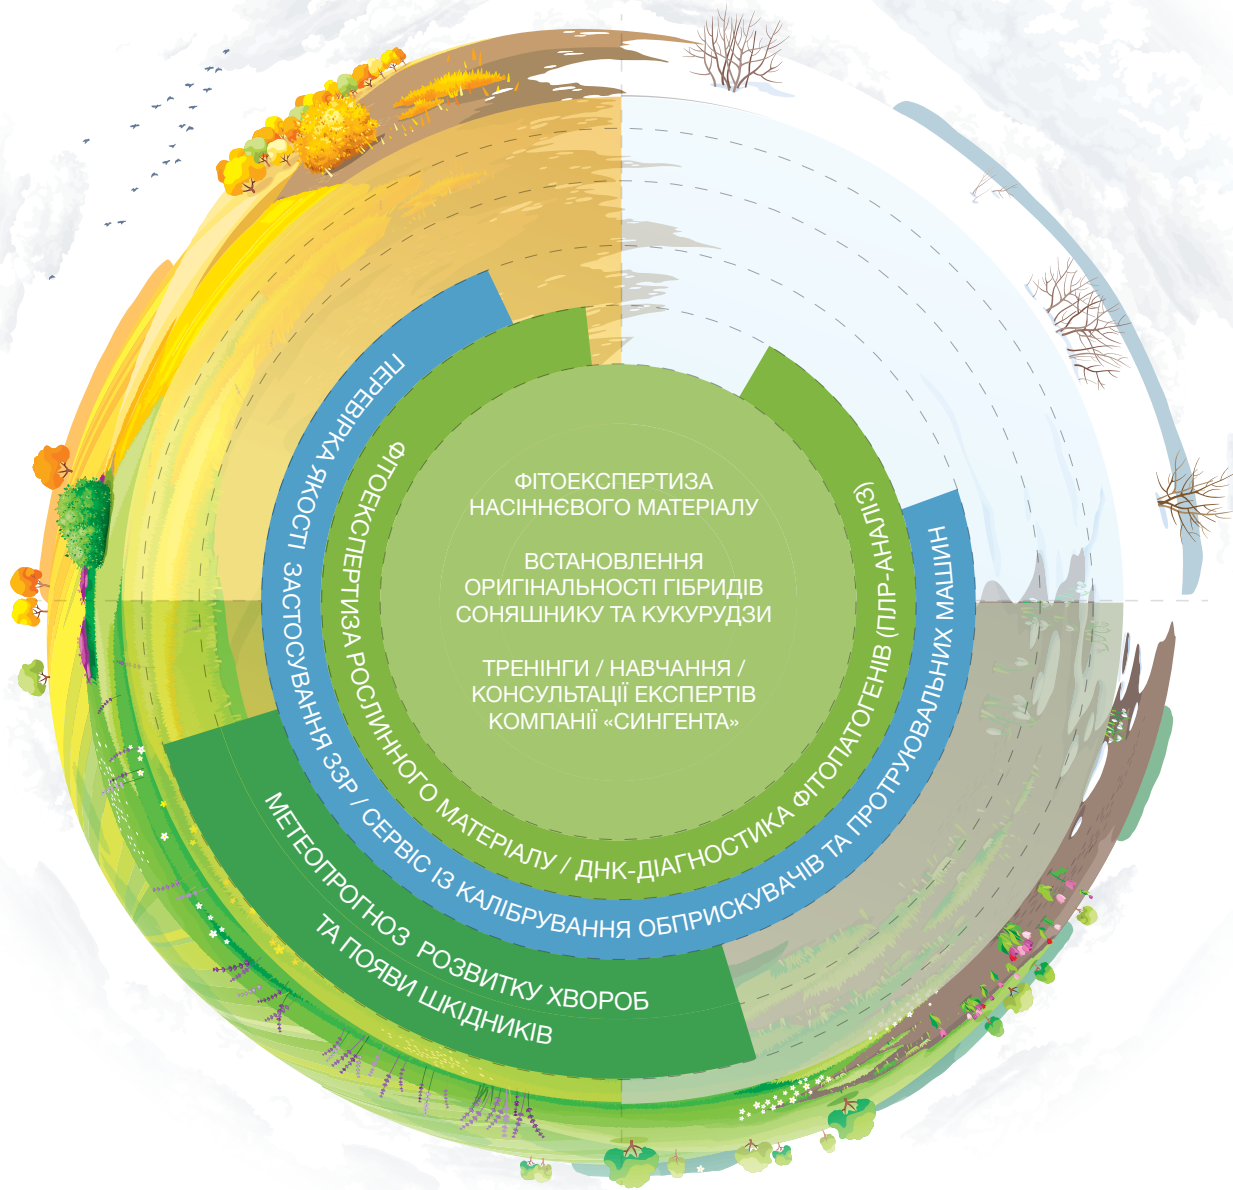 ФІТОЕКСПЕРТИЗА
НАСІННЄВОГО МАТЕРІАЛУ
ВСТАНОВЛЕННЯ
ОРИГІНАЛЬНОСТІ ГІБРИДІВ
СОНЯШНИКУ ТА КУКУРУДЗИ
ТРЕНІНГИ / НАВЧАННЯ /
КОНСУЛЬТАЦІЇ ЕКСПЕРТІВ
КОМПАНІЇ «СИНГЕНТА»
ФІТОЕКСПЕРТИЗА РОСЛИННОГО МАТЕРІАЛУ / ДНК-ДІАГНОСТИКА ФІТОПАТОГЕНІВ (ПЛР-АНАЛІЗ)
ПЕРЕВІРКА ЯКОСТІ ЗАСТОСУВАННЯ ЗЗР / СЕРВІС ІЗ КАЛІБРУВАННЯ ОБПРИСКУВАЧІВ ТА ПРОТРУЮВАЛЬНИХ МАШИН
МЕТЕОПРОГНОЗ РОЗВИТКУ ХВОРОБ
ТА ПОЯВИ ШКІДНИКІВ